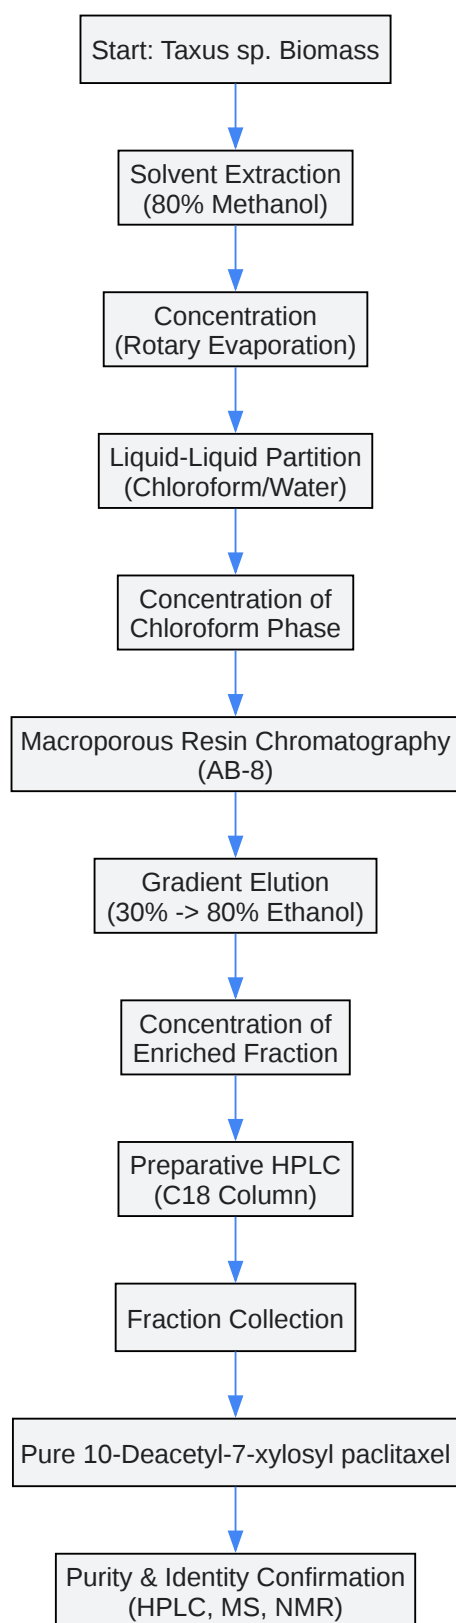 Start: Taxus sp. Biomass
Solvent Extraction
(80% Methanol)
Concentration
(Rotary Evaporation)
Liquid-Liquid Partition
(Chloroform/Water)
Concentration of
Chloroform Phase
Macroporous Resin Chromatography
(AB-8)
Gradient Elution
(30% -> 80% Ethanol)
Concentration of
Enriched Fraction
Preparative HPLC
(C18 Column)
Fraction Collection
Pure 10-Deacetyl-7-xylosyl paclitaxel
Purity & Identity Confirmation
(HPLC, MS, NMR)